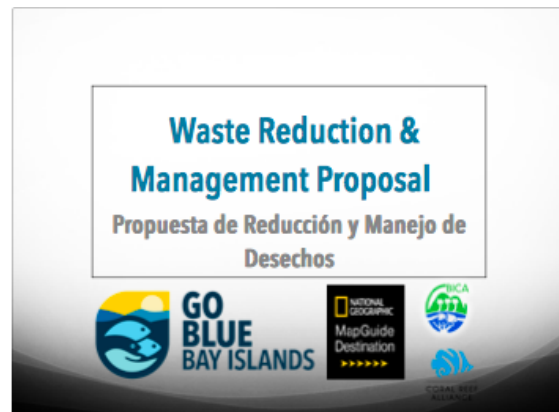 Waste Reduction &
Management Proposal
Propuesta de Reducción y Manejo de
Desechos
GO
BLUE
BAY ISLANDS
NATIONAL
GEOGRAPHIC
MapGuide
Destination
BICA
CORAL REEF
ALLIANCE